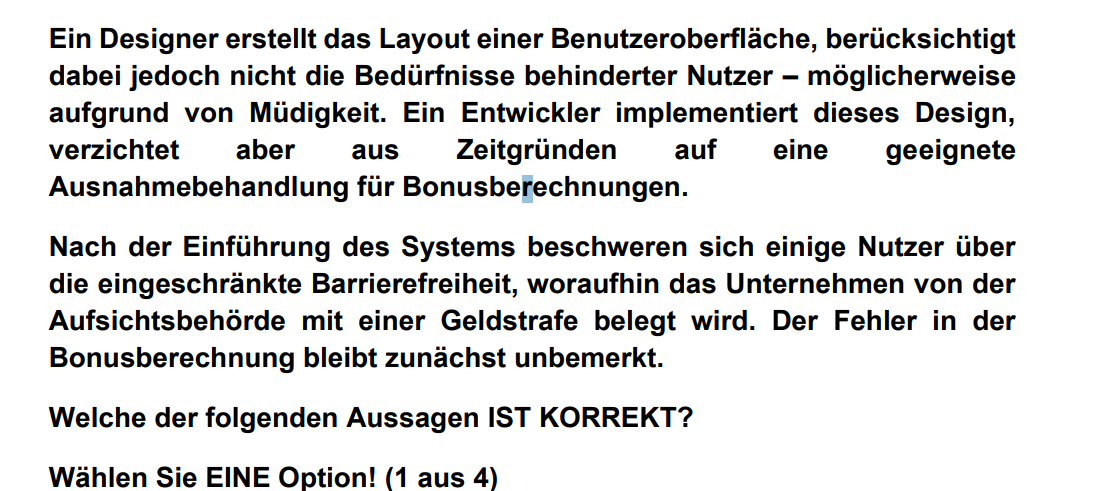 Ein Designer erstellt das Layout einer Benutzeroberfläche, berücksichtigt
dabei jedoch nicht die Bedürfnisse behinderter Nutzer – möglicherweise
aufgrund von Müdigkeit. Ein Entwickler implementiert dieses Design,
verzichtet aber aus Zeitgründen auf eine geeignete
Ausnahmebehandlung für Bonusberechnungen.
Nach der Einführung des Systems beschweren sich einige Nutzer über
die eingeschränkte Barrierefreiheit, woraufhin das Unternehmen von der
Aufsichtsbehörde mit einer Geldstrafe belegt wird. Der Fehler in der
Bonusberechnung bleibt zunächst unbemerkt.
Welche der folgenden Aussagen IST KORREKT?
Wählen Sie EINE Option! (1 aus 4)